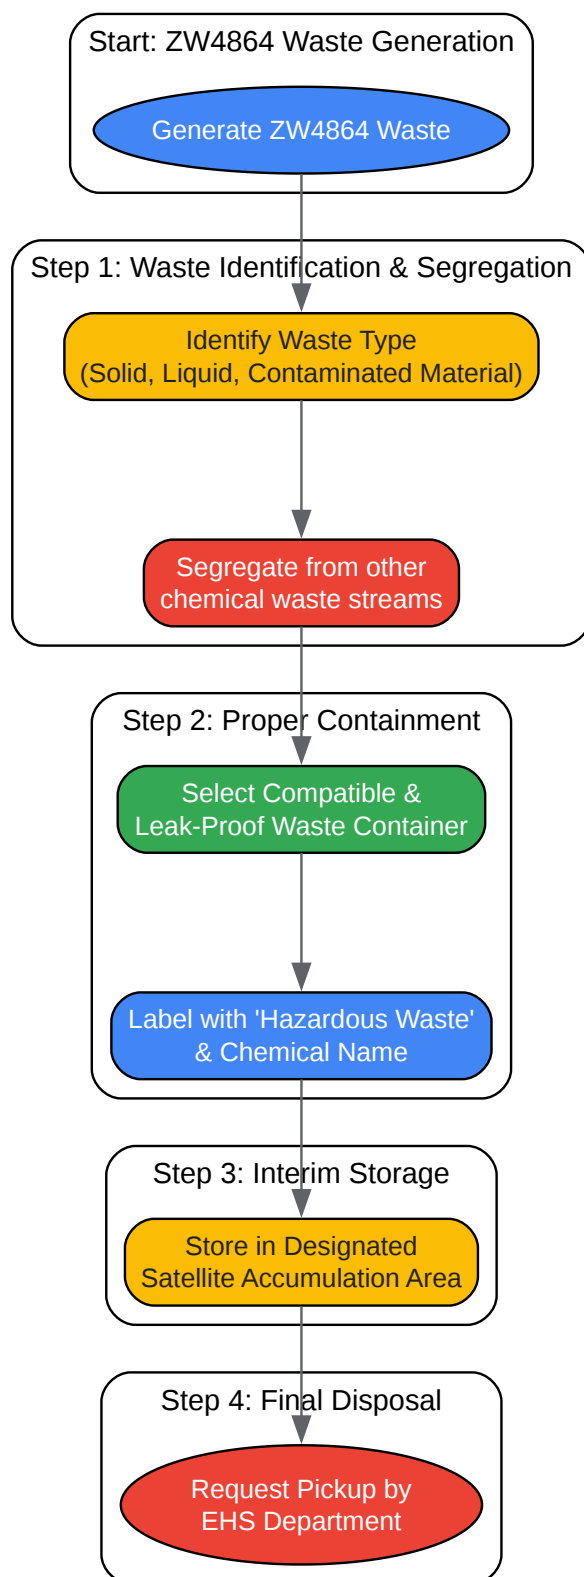 Start: ZW4864 Waste Generation
Generate ZW4864 Waste
Step 1: Waste Identification & Segregation
Identify Waste Type
(Solid, Liquid, Contaminated Material)
Segregate from other
chemical waste streams
Step 2: Proper Containment
Select Compatible &
Leak-Proof Waste Container
Label with 'Hazardous Waste'
& Chemical Name
Step 3: Interim Storage
Store in Designated
Satellite Accumulation Area
Step 4: Final Disposal
Request Pickup by
EHS Department